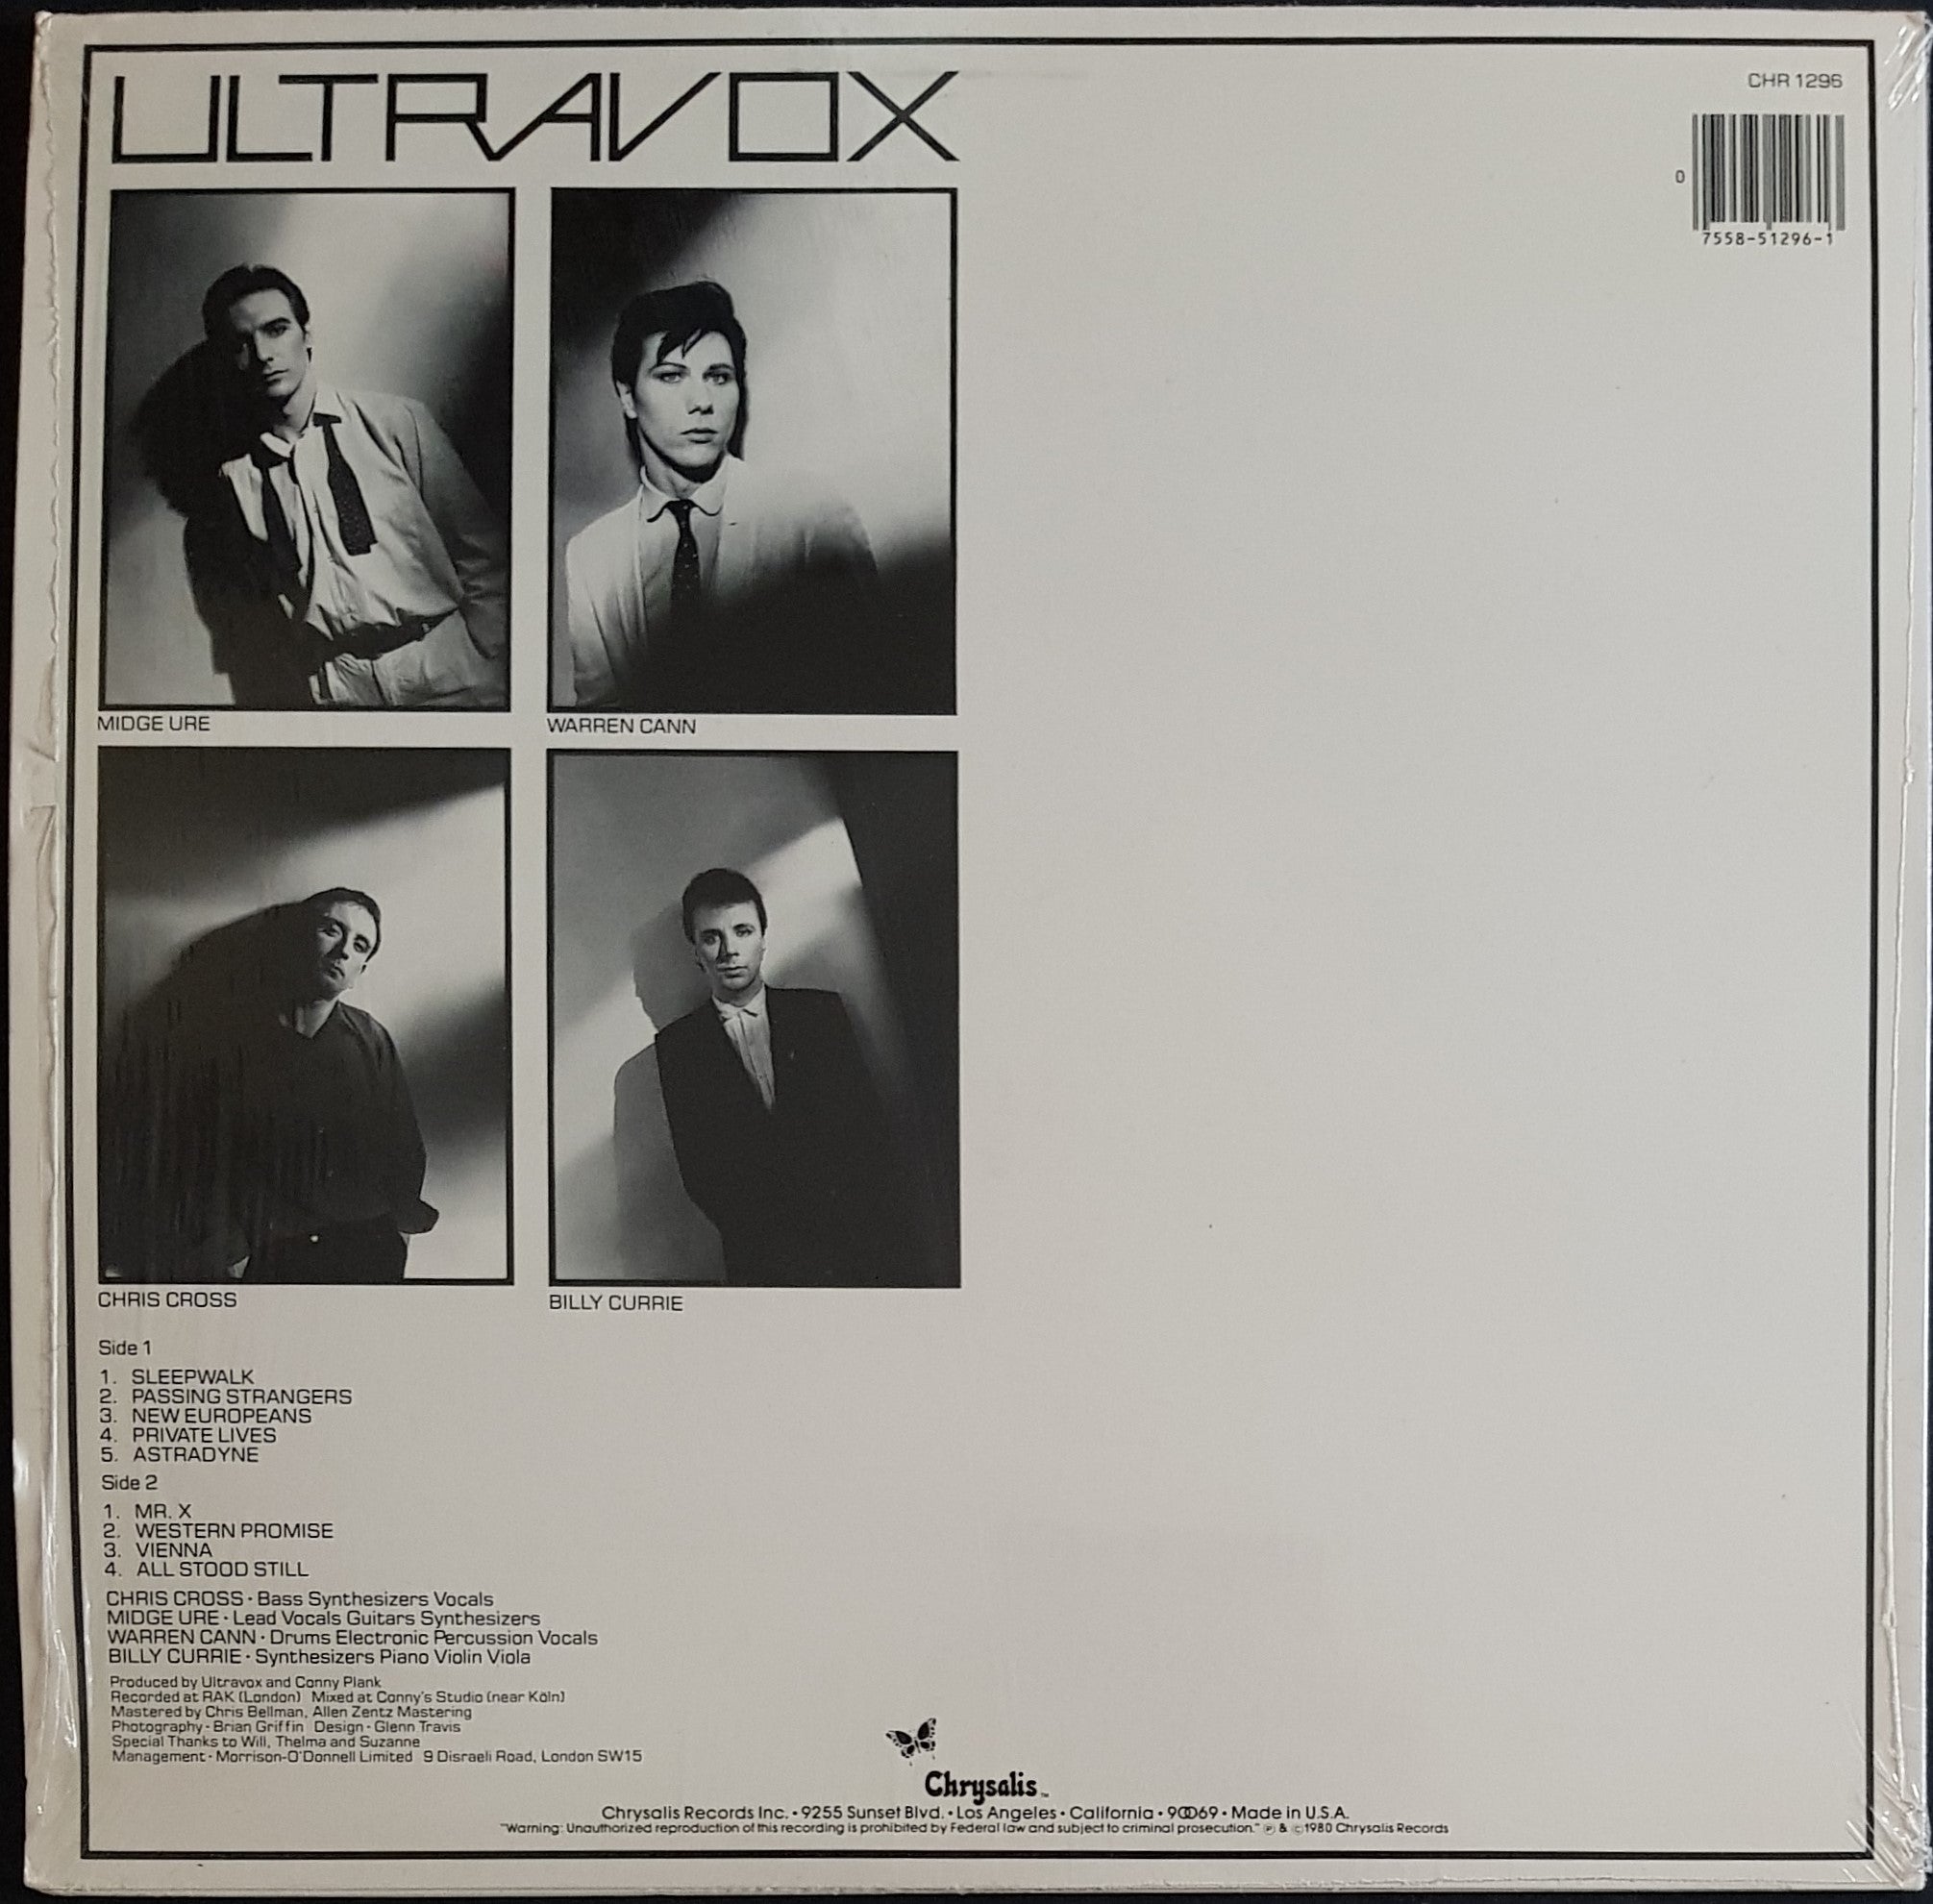 ULTRAVOX
CHR 1296
0
7558-51296-1
MIDGE URE
WARREN CANN
CHRIS CROSS
BILLY CURRIE
Side 1
1. SLEEPWALK
2. PASSING STRANGERS
3. NEW EUROPEANS
4. PRIVATE LIVES
5. ASTRADYNE
Side 2
1. MR. X
2. WESTERN PROMISE
3. VIENNA
4. ALL STOOD STILL
CHRIS CROSS · Bass Synthesizers Vocals
MIDGE URE · Lead Vocals Guitars Synthesizers
WARREN CANN · Drums Electronic Percussion Vocals
BILLY CURRIE · Synthesizers Piano Violin Viola
Produced by Ultravox and Conny Plank
Recorded at RAK (London) Mixed at Conny's Studio (near Köln)
Mastered by Chris Bellman, Allen Zentz Mastering
Photography · Brian Griffin Design · Glenn Travis
Special Thanks to Will, Thelma and Suzanne
Management · Morrison-O'Donnell Limited 9 Disraeli Road, London SW15
Chrysalis™
Chrysalis Records Inc. • 9255 Sunset Blvd. • Los Angeles • California • 90069 • Made in U.S.A.
"Warning: Unauthorized reproduction of this recording is prohibited by Federal law and subject to criminal prosecution." ℗ & ©1980 Chrysalis Records